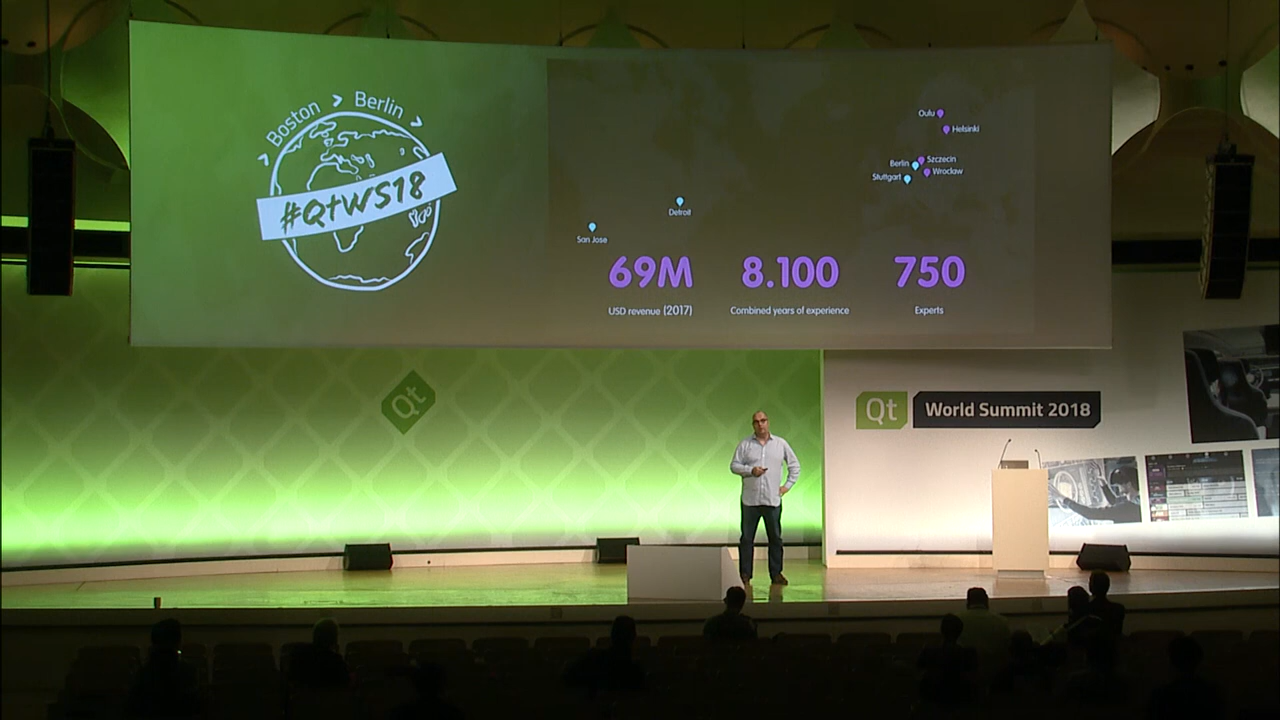 > Boston > Berlin >
#QtWS18
Oulu
Helsinki
Szczecin
Berlin
Wroclaw
Stuttgart
Detroit
San Jose
69M
8.100
750
USD revenue (2017)
Combined years of experience
Experts
Qt
Qt World Summit 2018